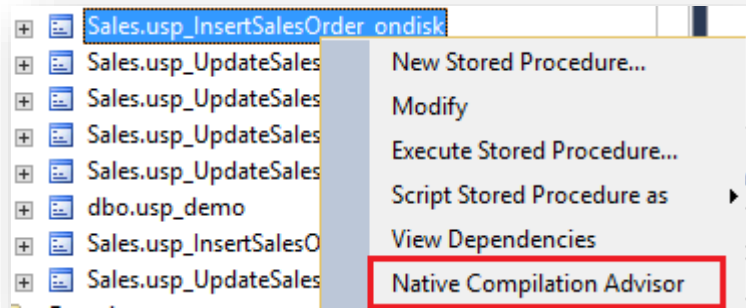 Sales.usp_InsertSalesOrder_ondisk
Sales.usp_UpdateSales
New Stored Procedure...
Sales.usp_UpdateSales
Modify
Sales.usp_UpdateSales
Execute Stored Procedure...
Sales.usp_UpdateSales
Script Stored Procedure as
dbo.usp_demo
Sales.usp_InsertSalesO
View Dependencies
Sales.usp_UpdateSales
Native Compilation Advisor